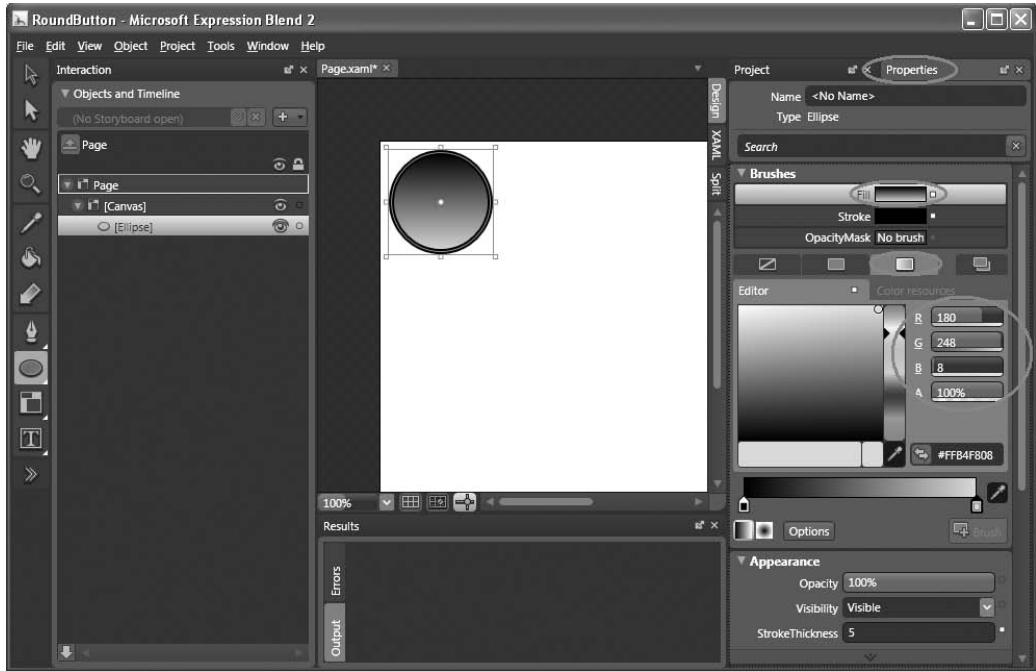 RoundButton - Microsoft Expression Blend 2
File Edit View Object Project Tools Window Help
Interaction
Objects and Timeline
(No Storyboard open)
Page
Page
[Canvas]
[Ellipse]
Page.xaml*
Design
XAML
Split
100%
Results
Errors
Output
Project
Properties
Name <No Name>
Type Ellipse
Search
Brushes
Fill
Stroke
OpacityMask No brush
Editor
Color resources
R 180
G 248
B 8
A 100%
#FFB4F808
Options
Brush
Appearance
Opacity 100%
Visibility Visible
StrokeThickness 5